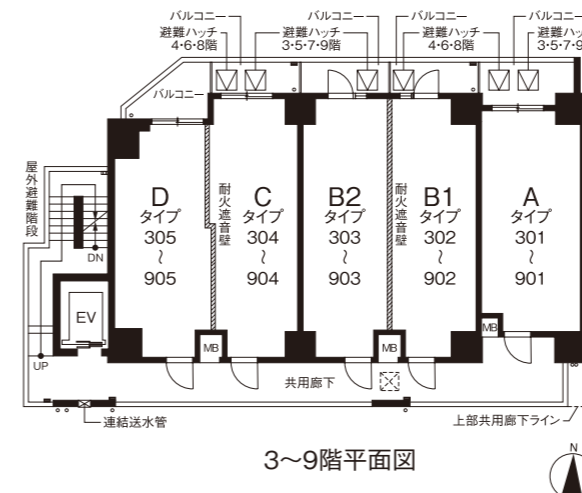 バルコニー
避難ハッチ
4・6・8階
バルコニー
避難ハッチ
3・5・7・9階
バルコニー
避難ハッチ
4・6・8階
バルコニー
避難ハッチ
3・5・7・9
バルコニー
屋外避難階段
D
タイプ
305
〜
905
耐火遮音壁
C
タイプ
304
〜
904
B2
タイプ
303
〜
903
耐火遮音壁
B1
タイプ
302
〜
902
A
タイプ
301
〜
901
DN
EV
UP
MB
MB
MB
共用廊下
連結送水管
上部共用廊下ライン
3〜9階平面図
N